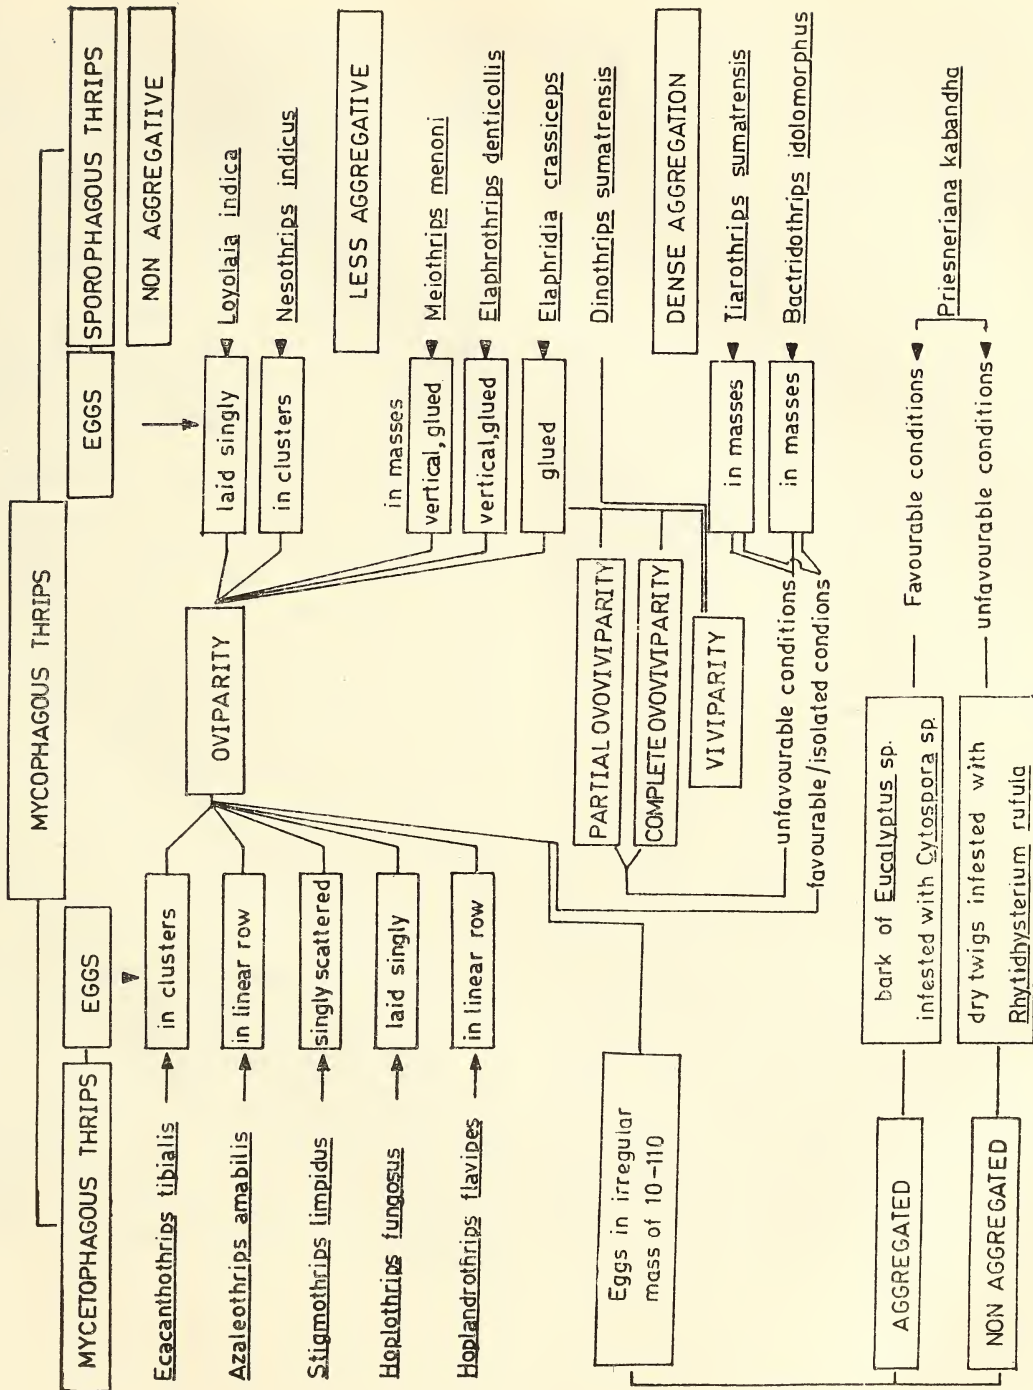 MYCOPHAGOUS THRIPS
MYCETOPHAGOUS THRIPS
EGGS
Ecacanthothrips tibialis
in clusters
Azaleothrips amabilis
in linear row
Stigmothrips limpidus
singly scattered
Hoplothrips fungosus
laid singly
Hoplandrothrips flavipes
in linear row
OVIPARITY
EGGS
SPOROPHAGOUS THRIPS
NON AGGREGATIVE
laid singly
Loyolaia indica
in clusters
Nesothrips indicus
LESS AGGREGATIVE
in masses
vertical, glued
Meiothrips menoni
vertical,glued
Elaphrothrips denticollis
glued
Elaphridia crassiceps
Dinothrips sumatrensis
PARTIAL OVOVIVIPARITY
COMPLETE OVOVIVIPARITY
VIVIPARITY
DENSE AGGREGATION
in masses
Tiarothrips sumatrensis
in masses
Bactridothrips idolomorphus
unfavourable conditions
favourable/isolated condions
Eggs in irregular
mass of 10-110
AGGREGATED
bark of Eucalyptus sp.
infested with Cytospora sp.
Favourable conditions
Priesneriana kabandha
NON AGGREGATED
dry twigs infested with
Rhytidhysterium rufula
unfavourable conditions